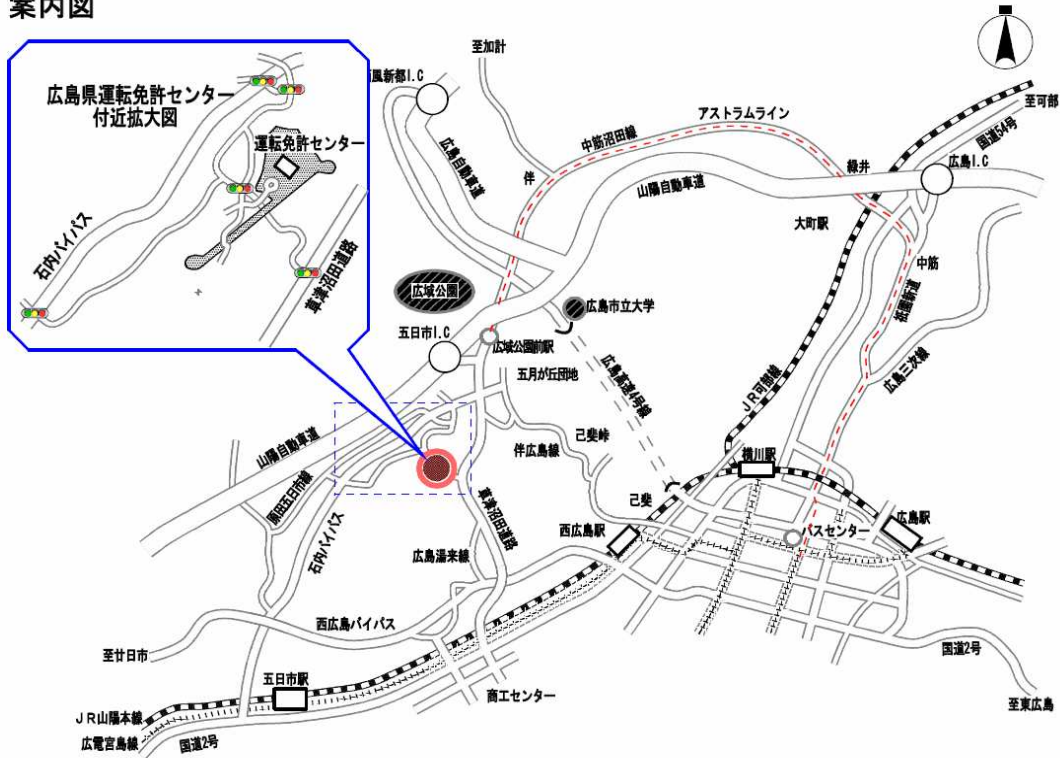 案内図
広島県運転免許センター
付近拡大図
運転免許センター
石内バイパス
草津沼田道路
至加計
風新都I.C
広島自動車道
伴
中筋沼田線
アストラムライン
山陽自動車道
至可部
国道54号
広島I.C
緑井
大町駅
中筋
祇園新道
広島三次線
広域公園
広島市立大学
五日市I.C
広域公園前駅
五月が丘団地
広島高速4号線
JR可部線
山陽自動車道
伴広島線
己斐峠
横川駅
原田五日市線
石内バイパス
草津沼田道路
己斐
西広島駅
バスセンター
広島駅
広島湯来線
西広島バイパス
至廿日市
国道2号
五日市駅
商工センター
至東広島
JR山陽本線
広電宮島線
国道2号